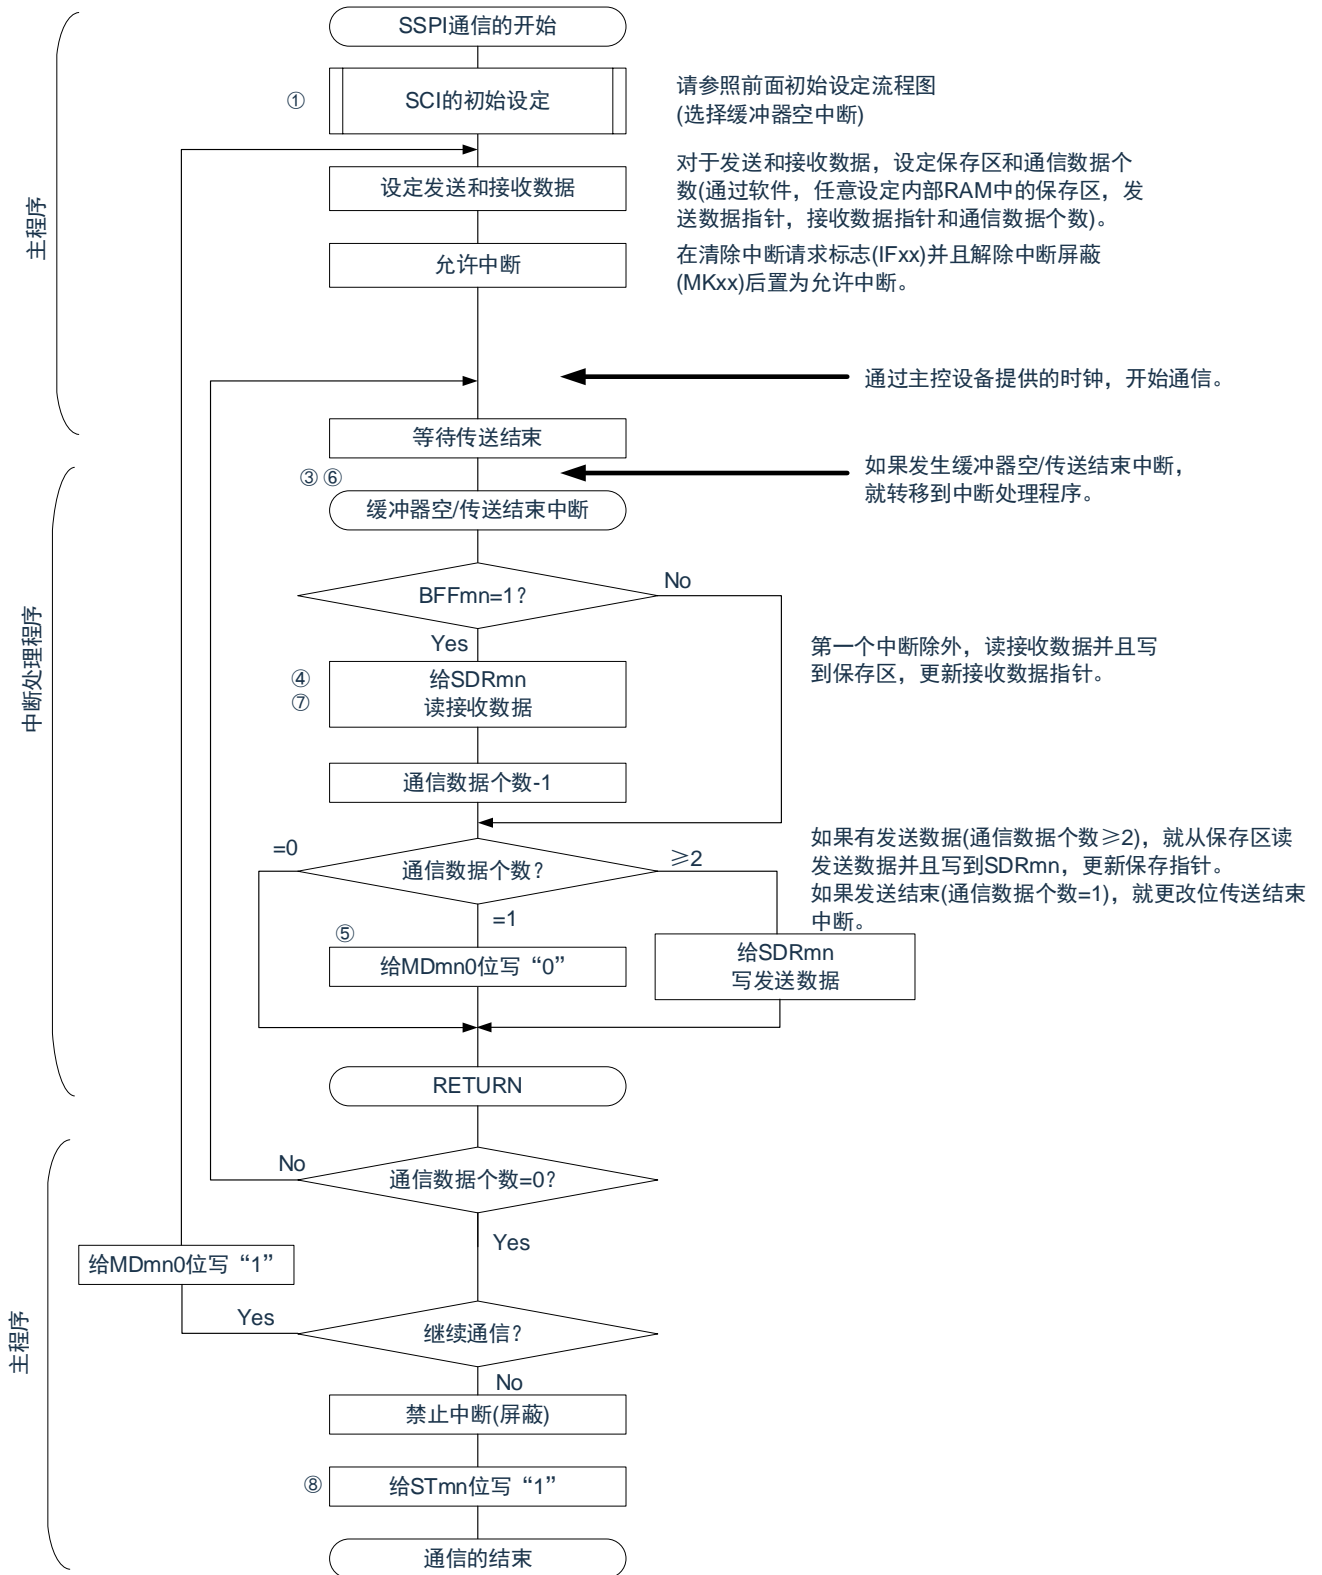 SSPI通信的开始
主程序
①
SCI的初始设定
请参照前面初始设定流程图
(选择缓冲器空中断)
设定发送和接收数据
对于发送和接收数据，设定保存区和通信数据个
数(通过软件，任意设定内部RAM中的保存区，发
送数据指针，接收数据指针和通信数据个数)。
允许中断
在清除中断请求标志(IFxx)并且解除中断屏蔽
(MKxx)后置为允许中断。
通过主控设备提供的时钟，开始通信。
等待传送结束
③ ⑥
如果发生缓冲器空/传送结束中断，
就转移到中断处理程序。
中断处理程序
缓冲器空/传送结束中断
BFFmn=1?
No
Yes
第一个中断除外，读接收数据并且写
到保存区，更新接收数据指针。
④
⑦
给SDRmn
读接收数据
通信数据个数-1
=0
通信数据个数?
≥2
=1
如果有发送数据(通信数据个数≥2)，就从保存区读
发送数据并且写到SDRmn，更新保存指针。
如果发送结束(通信数据个数=1)，就更改位传送结束
中断。
⑤
给MDmn0位写“0”
给SDRmn
写发送数据
RETURN
主程序
No
通信数据个数=0?
Yes
给MDmn0位写“1”
Yes
继续通信?
No
禁止中断(屏蔽)
⑧
给STmn位写“1”
通信的结束